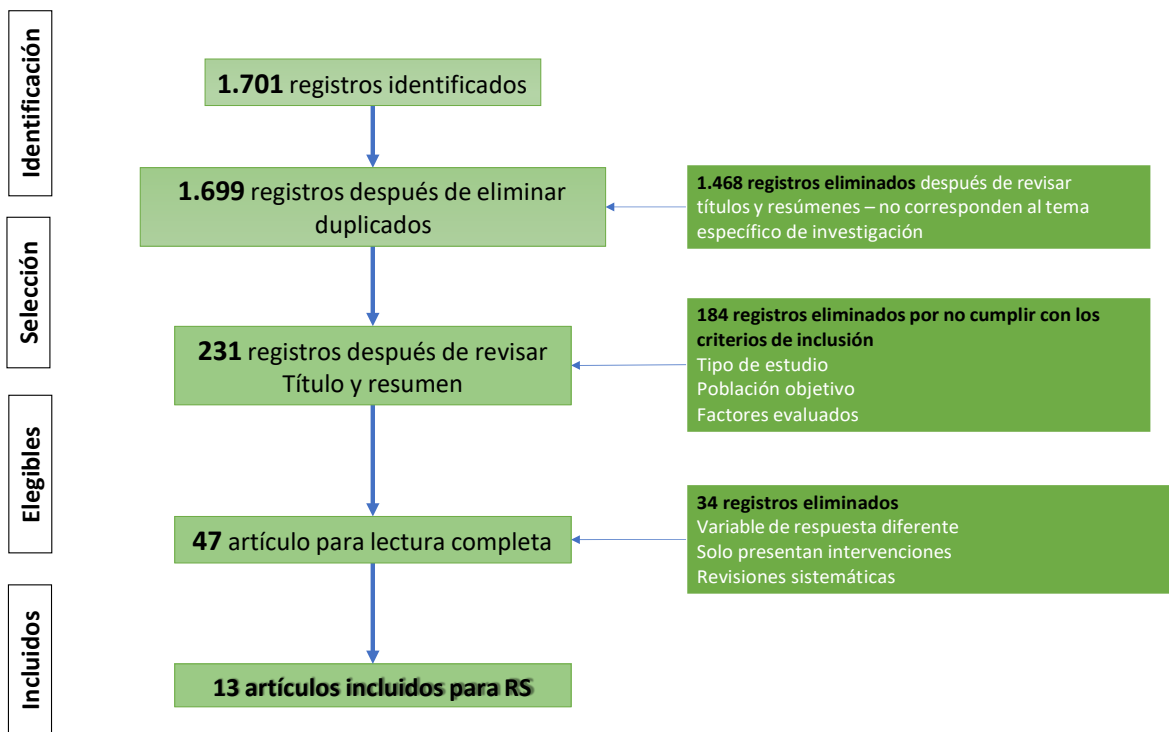 Identificación
1.701 registros identificados
1.699 registros después de eliminar
duplicados
1.468 registros eliminados después de revisar
títulos y resúmenes – no corresponden al tema
específico de investigación
Selección
231 registros después de revisar
Título y resumen
184 registros eliminados por no cumplir con los
criterios de inclusión
Tipo de estudio
Población objetivo
Factores evaluados
Elegibles
47 artículo para lectura completa
34 registros eliminados
Variable de respuesta diferente
Solo presentan intervenciones
Revisiones sistemáticas
Incluidos
13 artículos incluidos para RS